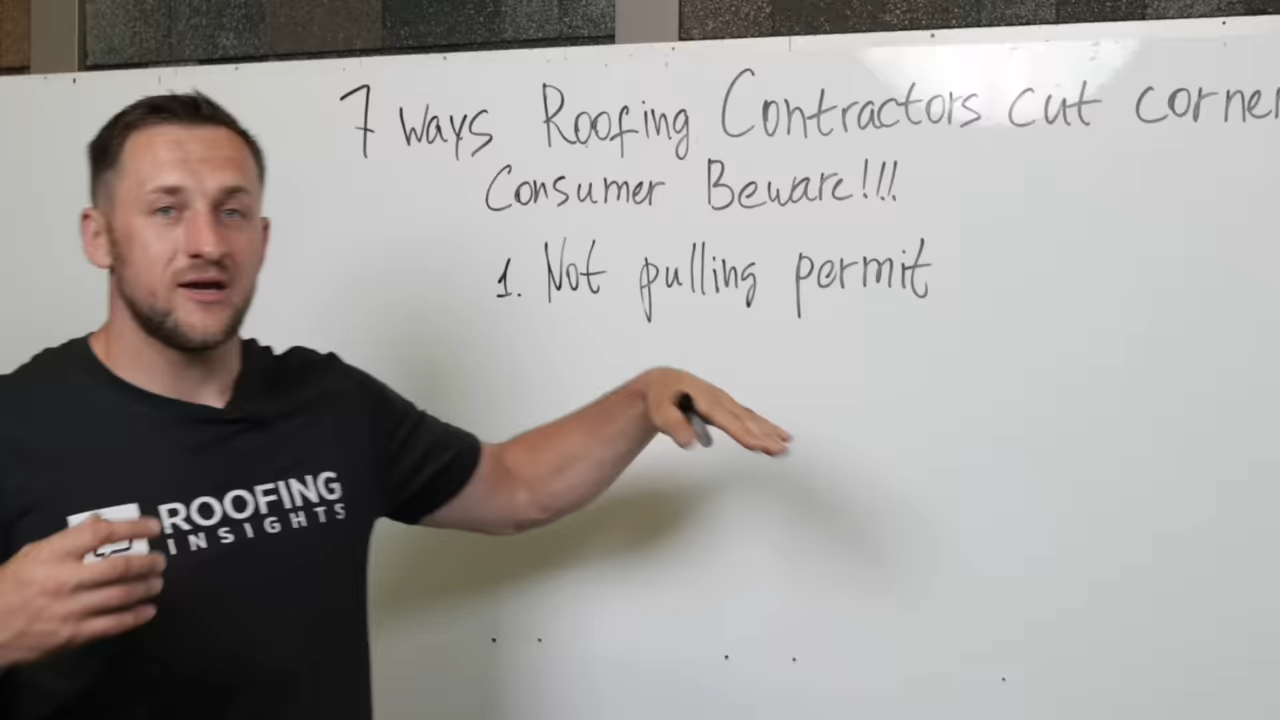 7 Ways Roofing Contractors cut corner
Consumer Beware!!!
1. Not pulling permit
ROOFING
INSIGHTS